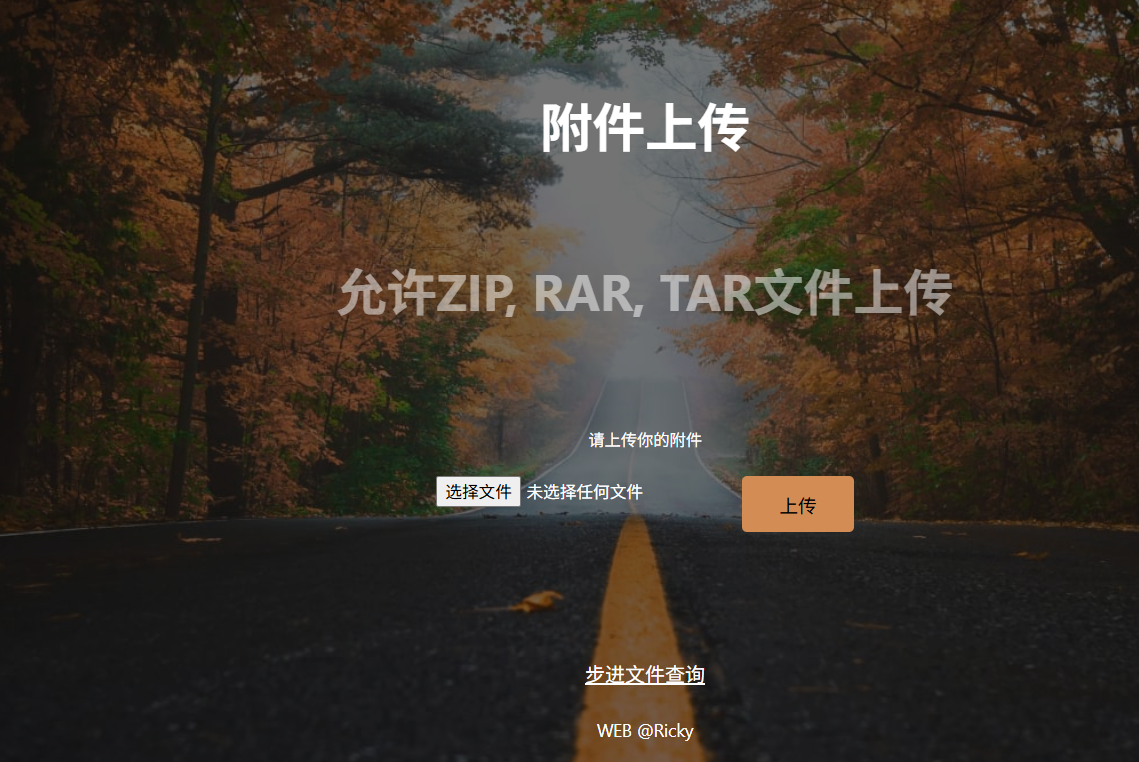 附件上传
允许ZIP, RAR, TAR文件上传
请上传你的附件
选择文件 未选择任何文件
上传
步进文件查询
WEB @Ricky